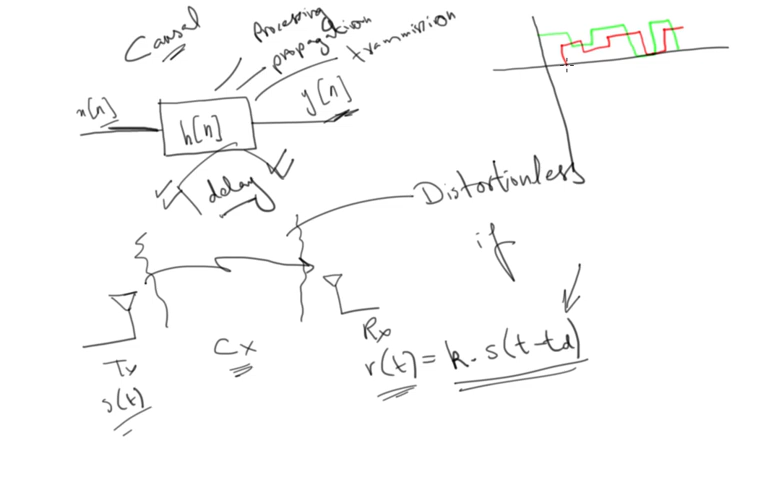 Causal
Processing
propagation
transmission
x[n]
h[n]
y[n]
delay
Distortionless
if
Tx
s(t)
Cx
Rx
r(t) = k. s(t-td)